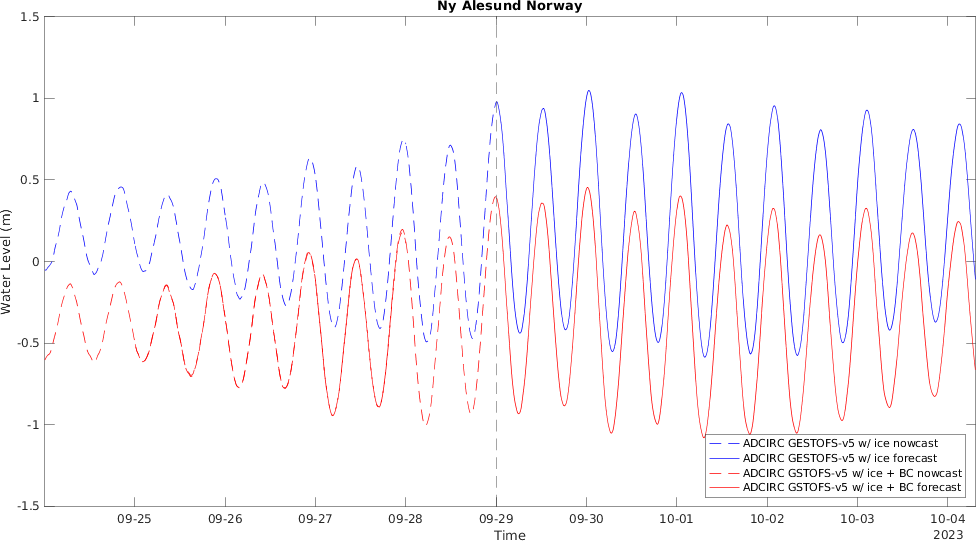 Ny Alesund Norway
1.5
1
0.5
0
-0.5
-1
-1.5
Water Level (m)
ADCIRC GESTOFS-v5 w/ ice nowcast
ADCIRC GESTOFS-v5 w/ ice forecast
ADCIRC GSTOFS-v5 w/ ice + BC nowcast
ADCIRC GSTOFS-v5 w/ ice + BC forecast
09-25 09-26 09-27 09-28 09-29 09-30 10-01 10-02 10-03 10-04
2023
Time